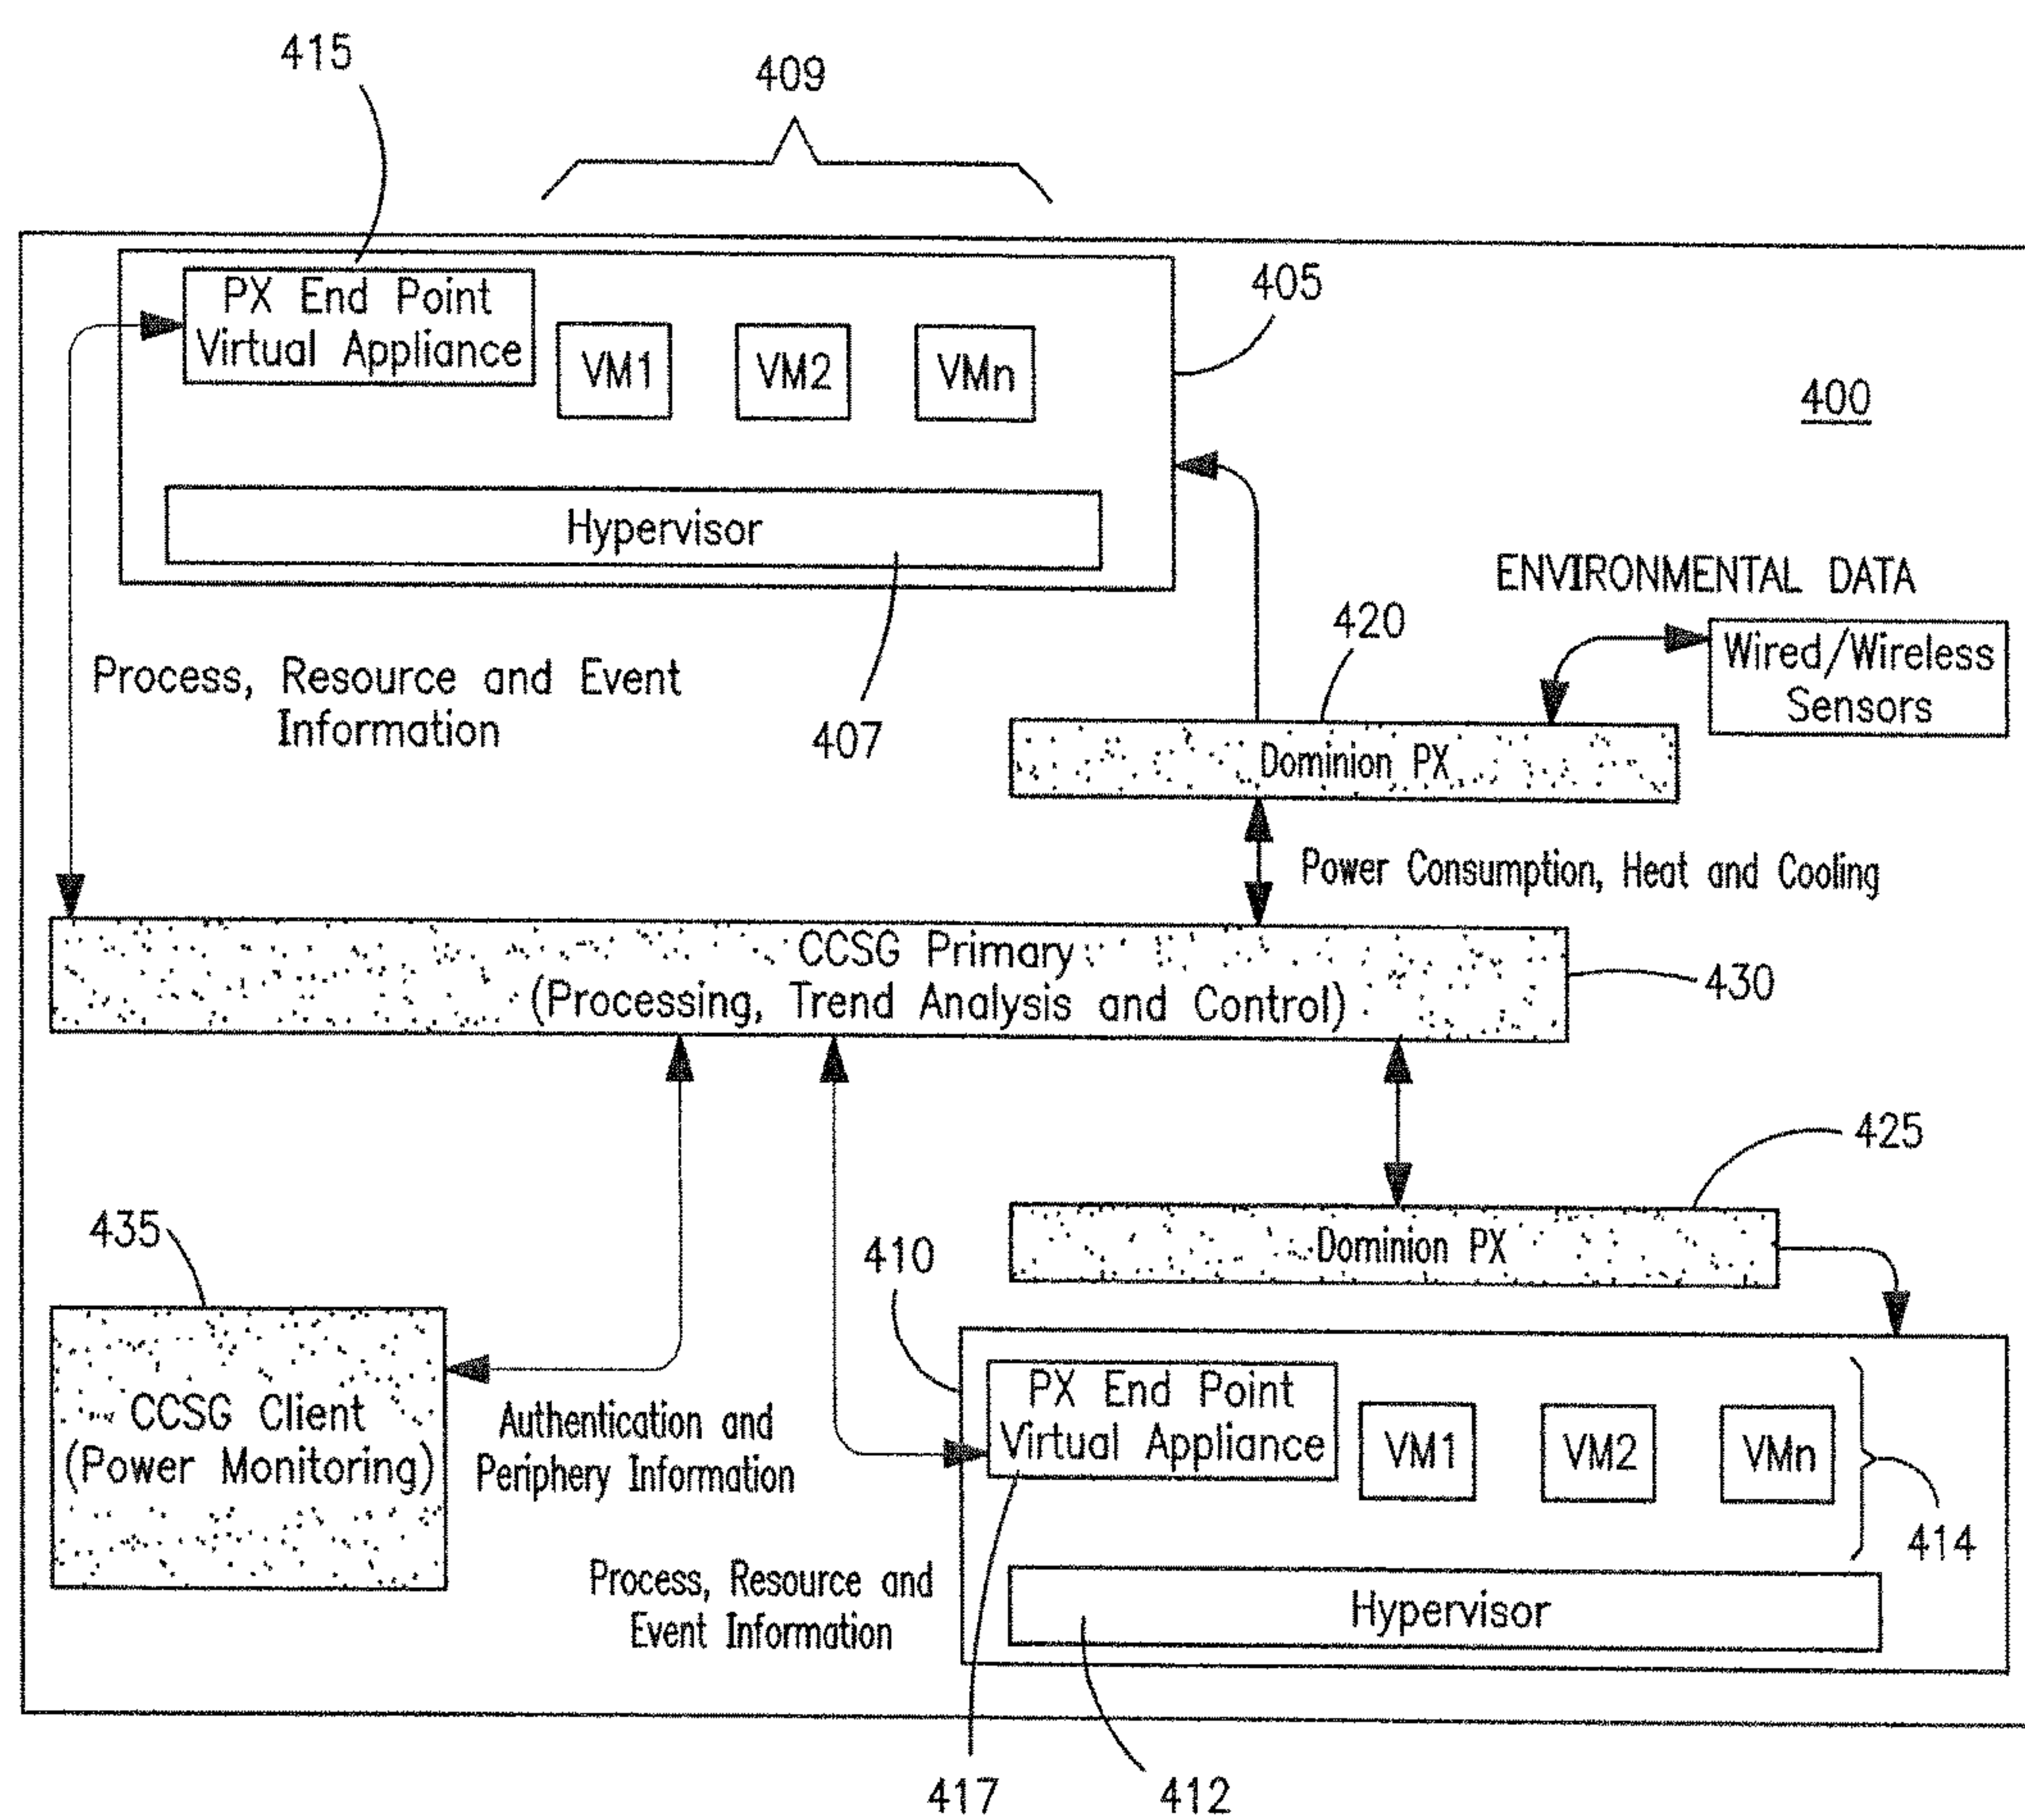 415
409
PX End Point
Virtual Appliance
VM1
VM2
VMn
405
400
Hypervisor
ENVIRONMENTAL DATA
420
Wired/Wireless
Sensors
Process, Resource and Event
Information
407
Dominion PX
Power Consumption, Heat and Cooling
CCSG Primary
(Processing, Trend Analysis and Control)
430
425
435
410
Dominion PX
CCSG Client
(Power Monitoring)
Authentication and
Periphery Information
PX End Point
Virtual Appliance
VM1
VM2
VMn
414
Process, Resource and
Event Information
Hypervisor
417
412